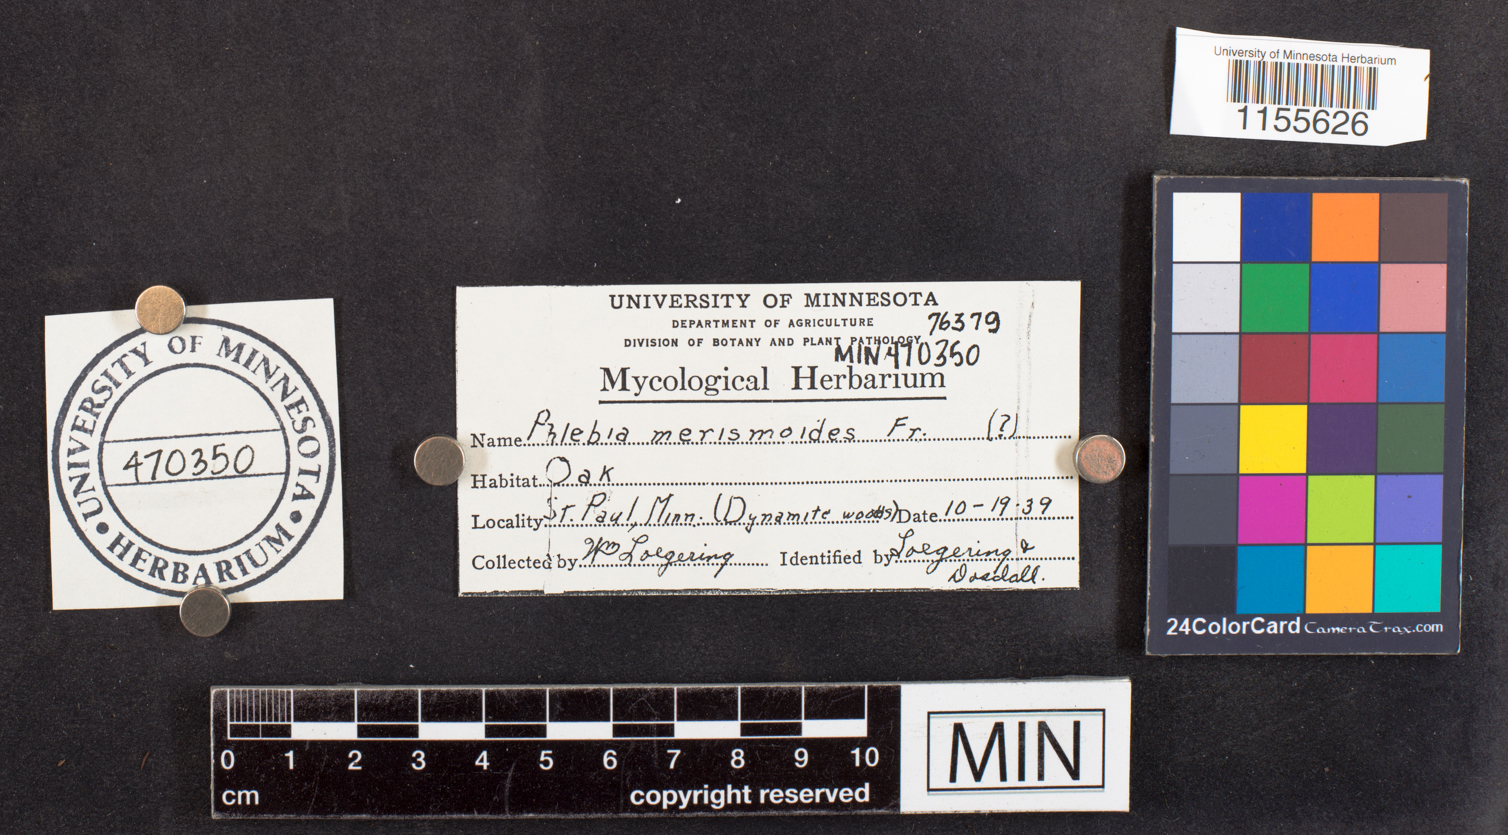 University of Minnesota Herbarium
1155626
UNIVERSITY OF MINNESOTA
• HERBARIUM •
470350
UNIVERSITY OF MINNESOTA
DEPARTMENT OF AGRICULTURE
76379
DIVISION OF BOTANY AND PLANT PATHOLOGY
MIN470350
Mycological Herbarium
Name Phlebia merismoides Fr. (?)
Habitat Oak
Locality St. Paul, Minn. (Dynamite woods) Date 10-19-39
Collected by Wm Loegering Identified by Loegering &
Dosdall.
24ColorCard CameraTrax.com
0 1 2 3 4 5 6 7 8 9 10
cm copyright reserved
MIN